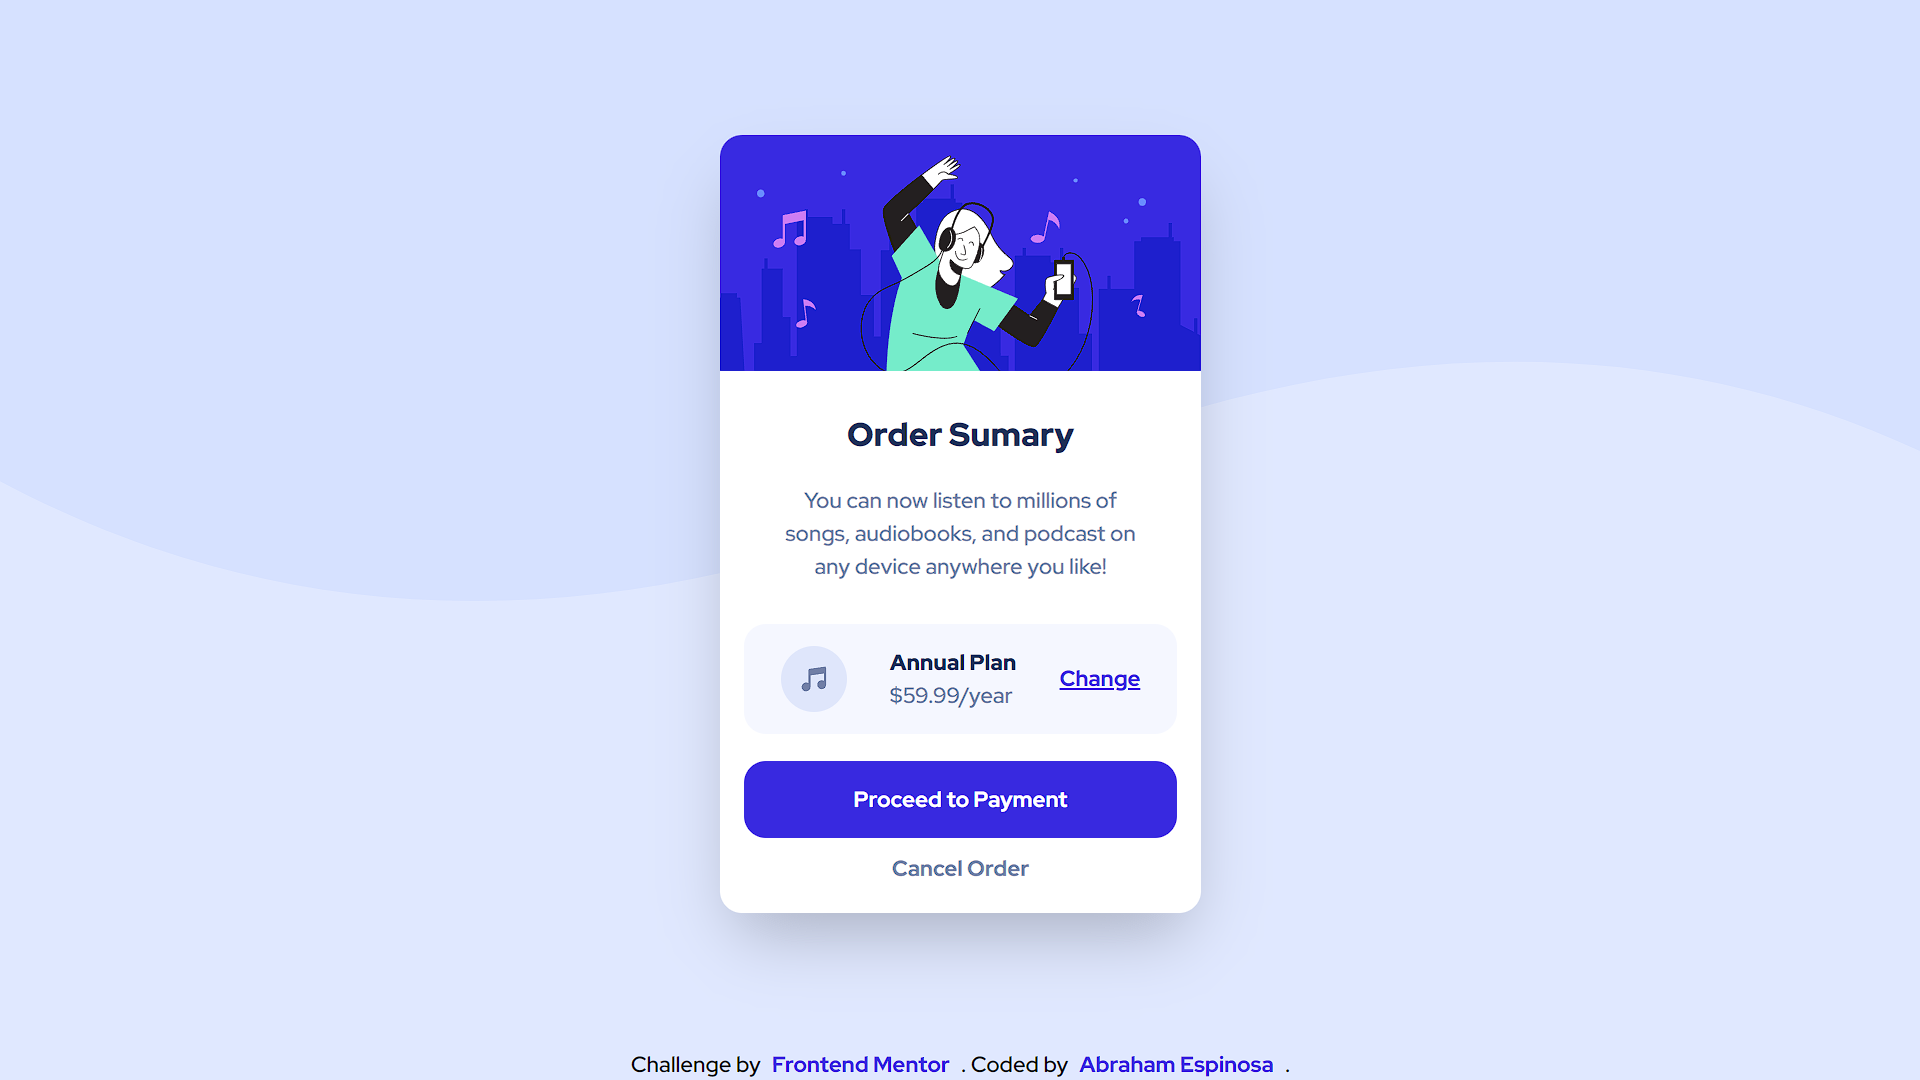 Order Sumary
You can now listen to millions of
songs, audiobooks, and podcast on
any device anywhere you like!
Annual Plan
$59.99/year
Change
Proceed to Payment
Cancel Order
Challenge by Frontend Mentor . Coded by Abraham Espinosa .